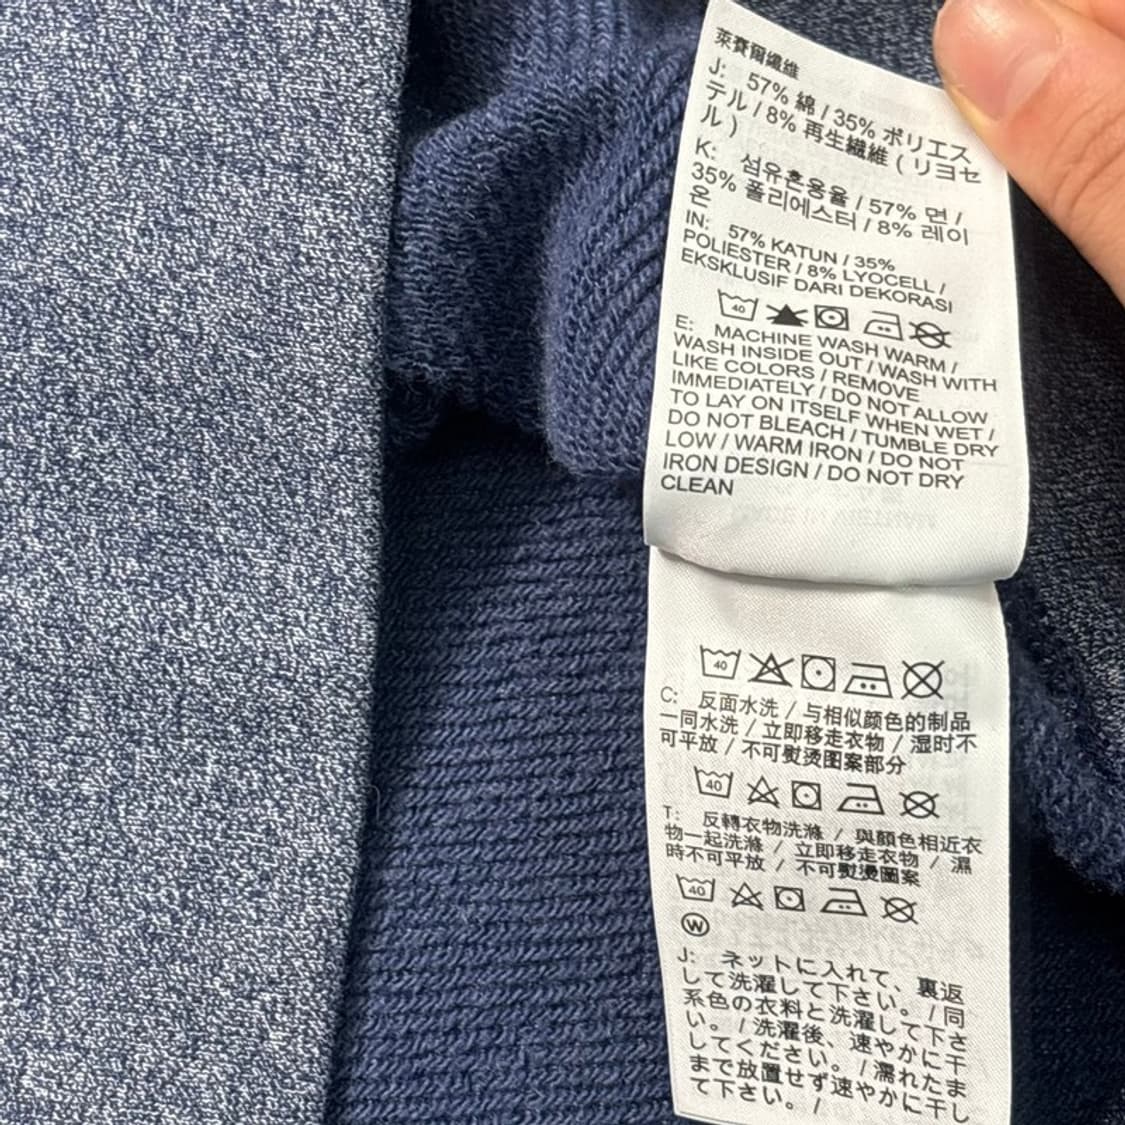 萊賽爾纖維
J: 57% 綿 / 35% ポリエス
テル / 8% 再生繊維 ( リヨセ
ル )
K: 섬유혼용율 / 57% 면 /
35% 폴리에스터 / 8% 레이
온
IN: 57% KATUN / 35%
POLIESTER / 8% LYOCELL /
EKSKLUSIF DARI DEKORASI
40
E: MACHINE WASH WARM /
WASH INSIDE OUT / WASH WITH
LIKE COLORS / REMOVE
IMMEDIATELY / DO NOT ALLOW
TO LAY ON ITSELF WHEN WET /
DO NOT BLEACH / TUMBLE DRY
LOW / WARM IRON / DO NOT
IRON DESIGN / DO NOT DRY
CLEAN
40
C: 反面水洗 / 与相似颜色的制品
一同水洗 / 立即移走衣物 / 湿时不
可平放 / 不可熨烫图案部分
40
T: 反轉衣物洗滌 / 與顏色相近衣
物一起洗滌 / 立即移走衣物 / 濕
時不可平放 / 不可熨燙圖案
40
W
J: ネットに入れて、裏返
して洗濯して下さい。 / 同
系色の衣料と洗濯して下さ
い。 / 洗濯後、速やかに干
してください。 / 濡れたま
まで放置せず速やかに干し
て下さい。 /